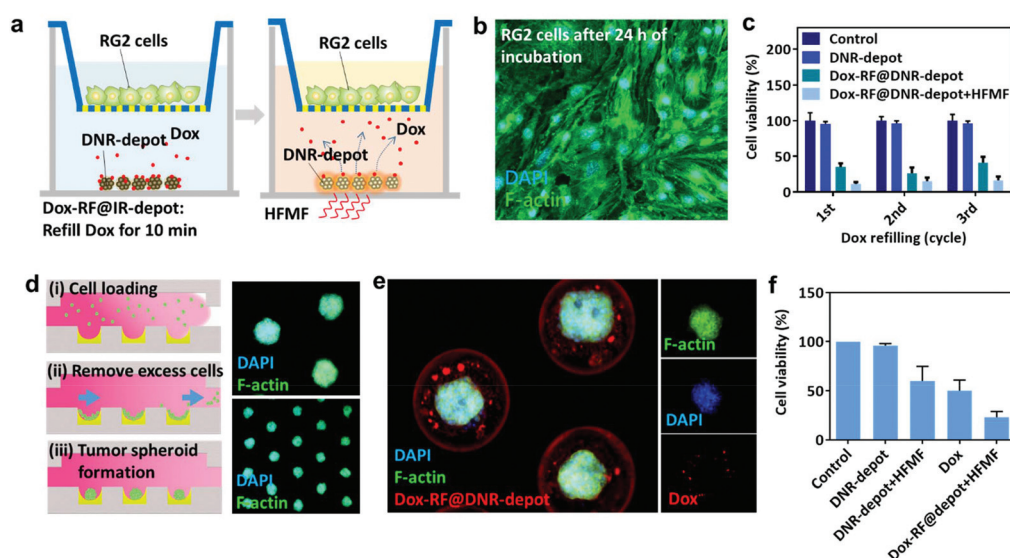 a
RG2 cells
RG2 cells
DNR-depot
Dox
Dox
DNR-depot
Dox-RF@IR-depot:
Refill Dox for 10 min
HFMF
b
RG2 cells after 24 h of
incubation
DAPI
F-actin
c
Control
DNR-depot
Dox-RF@DNR-depot
Dox-RF@DNR-depot+HFMF
Cell viability (%)
200
150
100
50
0
1st
2nd
3rd
Dox refilling (cycle)
d
(i) Cell loading
(ii) Remove excess cells
(iii) Tumor spheroid
formation
DAPI
F-actin
DAPI
F-actin
e
DAPI
F-actin
Dox-RF@DNR-depot
F-actin
DAPI
Dox
f
Cell viability (%)
150
100
50
0
Control
DNR-depot
DNR-depot+HFMF
Dox
Dox-RF@depot+HFMF